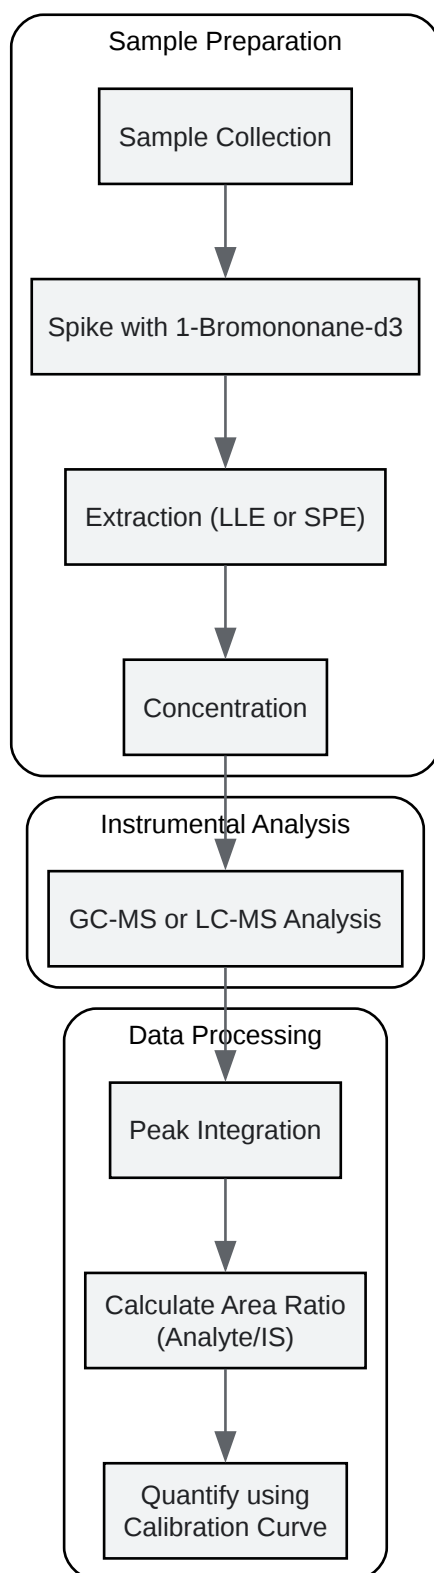 Sample Preparation
Sample Collection
Spike with 1-Bromononane-d3
Extraction (LLE or SPE)
Concentration
Instrumental Analysis
GC-MS or LC-MS Analysis
Data Processing
Peak Integration
Calculate Area Ratio
(Analyte/IS)
Quantify using
Calibration Curve